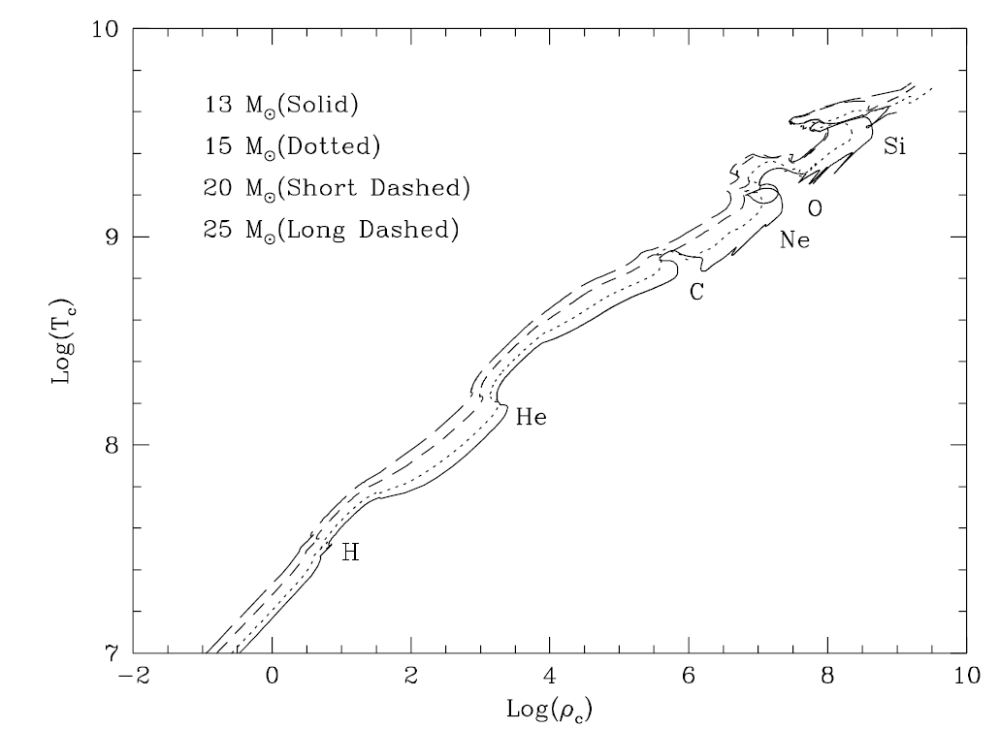 10
13 M☉(Solid)
15 M☉(Dotted)
Si
20 M☉(Short Dashed)
O
25 M☉(Long Dashed)
9
Ne
C
Log(T_c)
He
8
H
7
-2 0 2 4 6 8 10
Log(ρ_c)